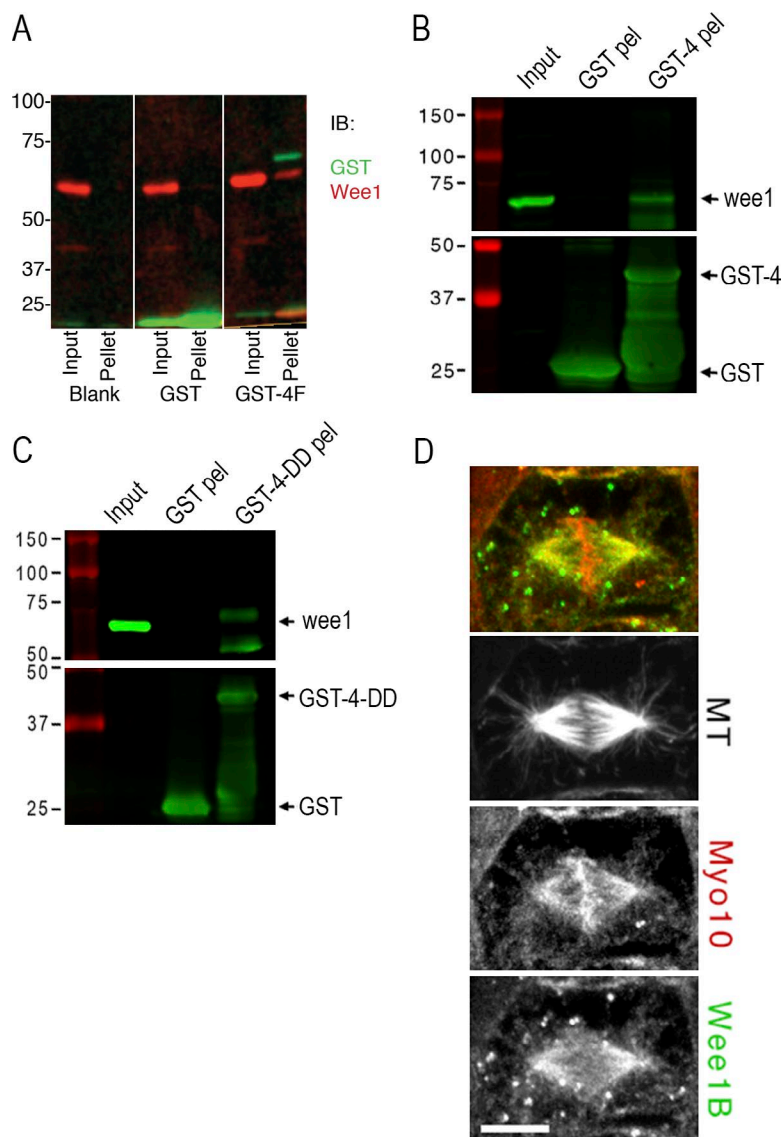 A
100-
75-
50-
37-
25-
IB:
GST
Wee1
Input
Pellet
Input
Pellet
Input
Pellet
Blank
GST
GST-4F
B
Input
GST pel
GST-4 pel
150
100
75
wee1
50
37
25
GST-4
GST
C
Input
GST pel
GST-4-DD pel
150
100
75
50
wee1
50
37
25
GST-4-DD
GST
D
MT
Myo10
Wee1B